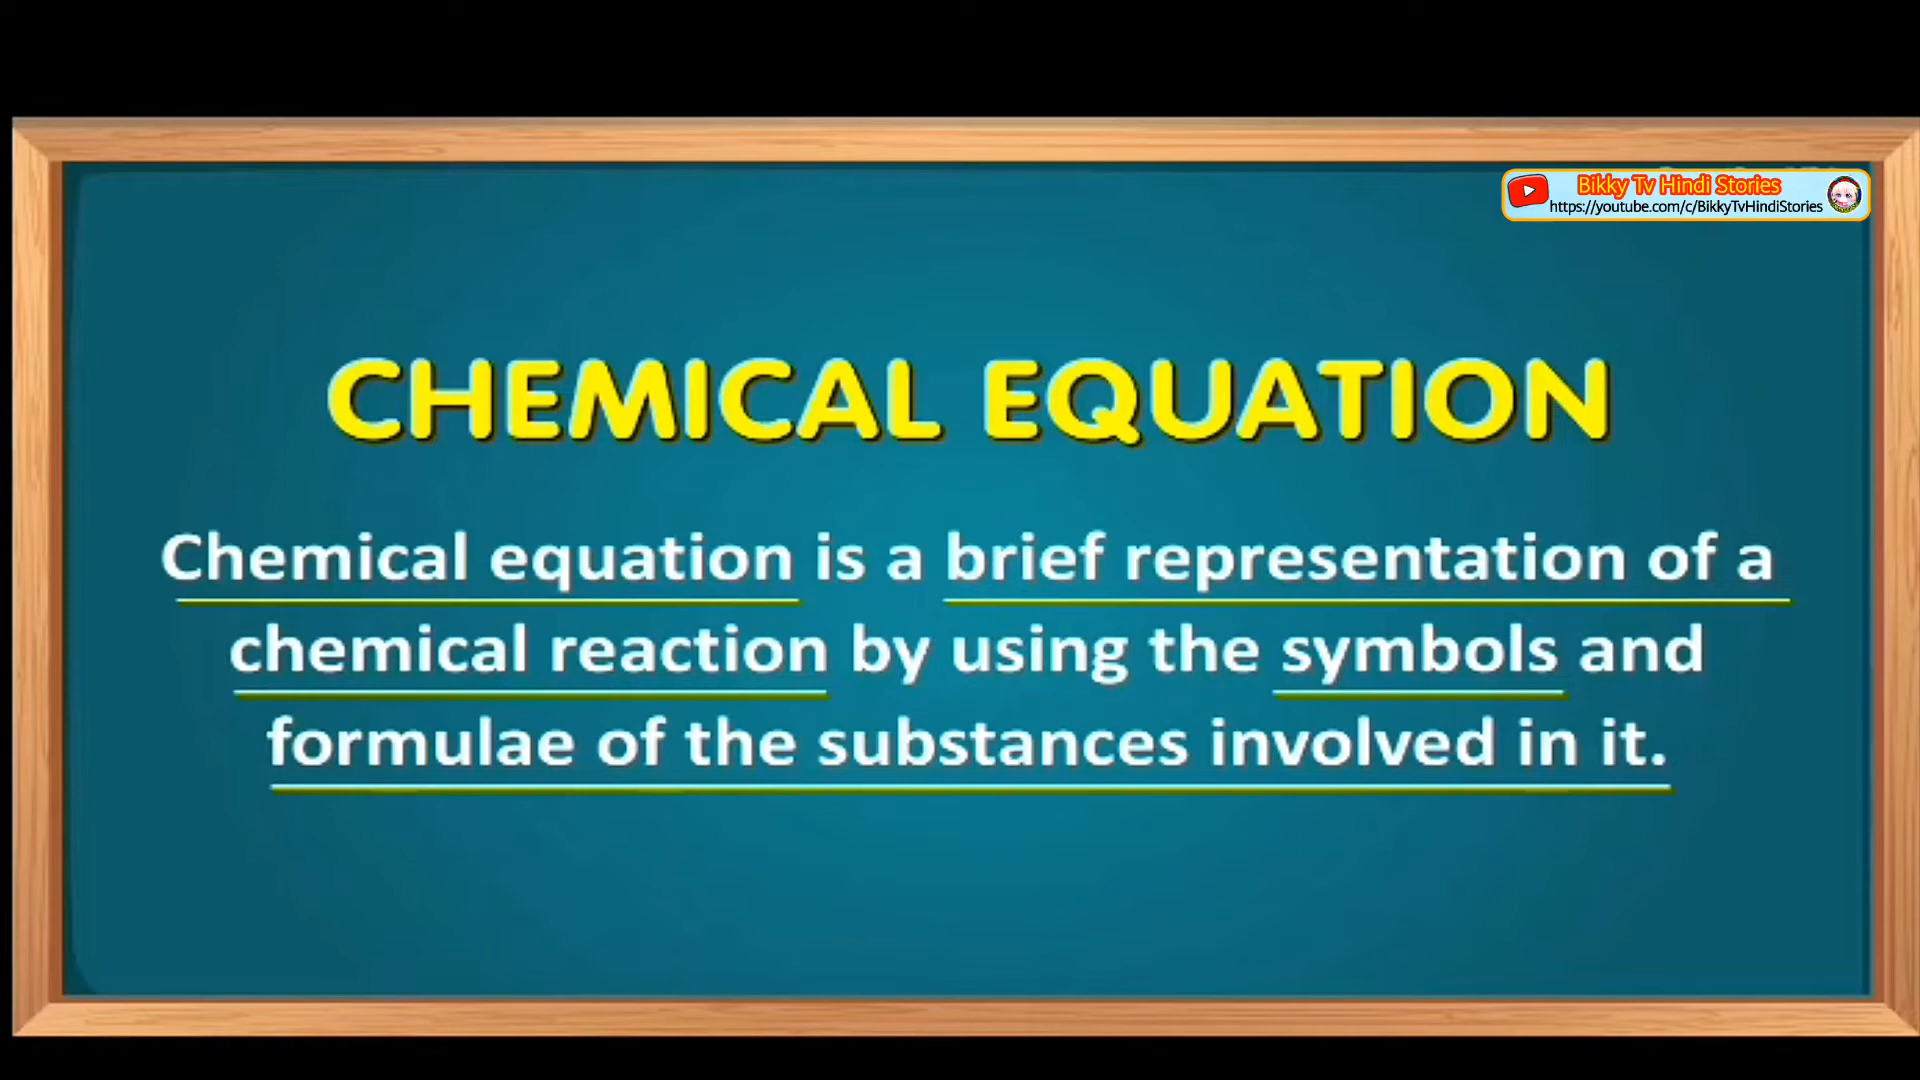 Bikky Tv Hindi Stories
https://youtube.com/c/BikkyTvHindiStories
CHEMICAL EQUATION
Chemical equation is a brief representation of a
chemical reaction by using the symbols and
formulae of the substances involved in it.